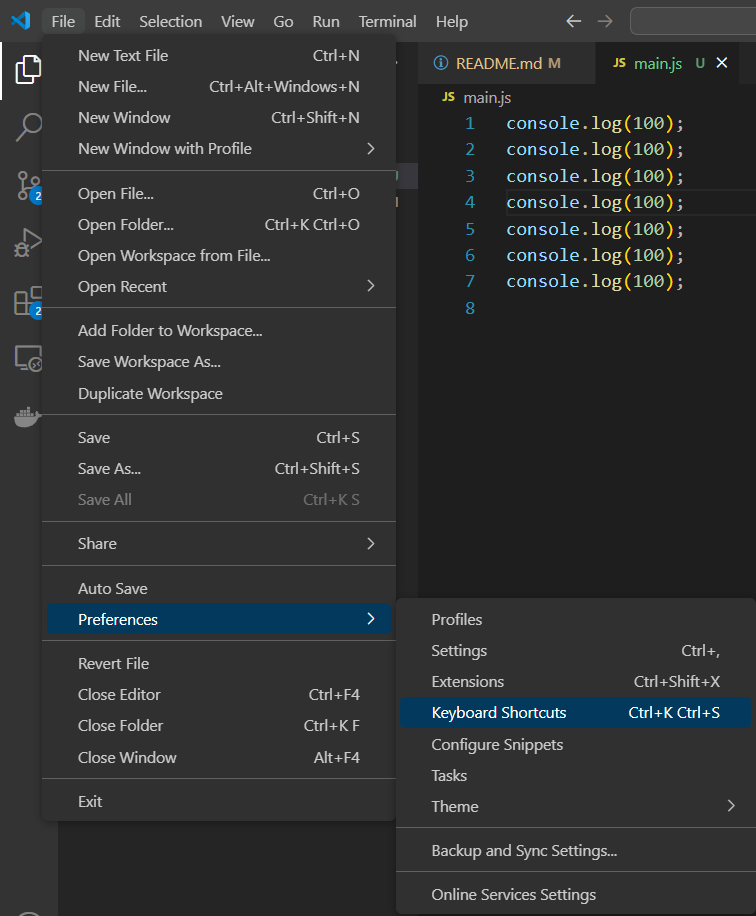 File Edit Selection View Go Run Terminal Help
New Text File Ctrl+N
New File... Ctrl+Alt+Windows+N
New Window Ctrl+Shift+N
New Window with Profile
Open File... Ctrl+O
Open Folder... Ctrl+K Ctrl+O
Open Workspace from File...
Open Recent
Add Folder to Workspace...
Save Workspace As...
Duplicate Workspace
Save Ctrl+S
Save As... Ctrl+Shift+S
Save All Ctrl+K S
Share
Auto Save
Preferences
Revert File
Close Editor Ctrl+F4
Close Folder Ctrl+K F
Close Window Alt+F4
Exit
Profiles
Settings Ctrl+,
Extensions Ctrl+Shift+X
Keyboard Shortcuts Ctrl+K Ctrl+S
Configure Snippets
Tasks
Theme
Backup and Sync Settings...
Online Services Settings
2
2
README.md M
JS main.js U
JS main.js
1 console.log(100);
2 console.log(100);
3 console.log(100);
4 console.log(100);
5 console.log(100);
6 console.log(100);
7 console.log(100);
8